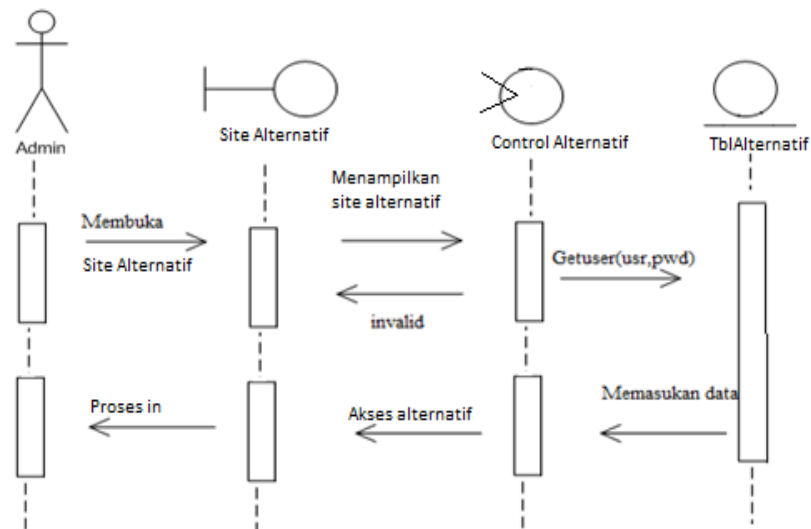 Admin
Site Alternatif
Control Alternatif
TblAlternatif
Membuka
Site Alternatif
Menampilkan
site alternatif
Getuser(usr,pwd)
invalid
Memasukan data
Akses alternatif
Proses in